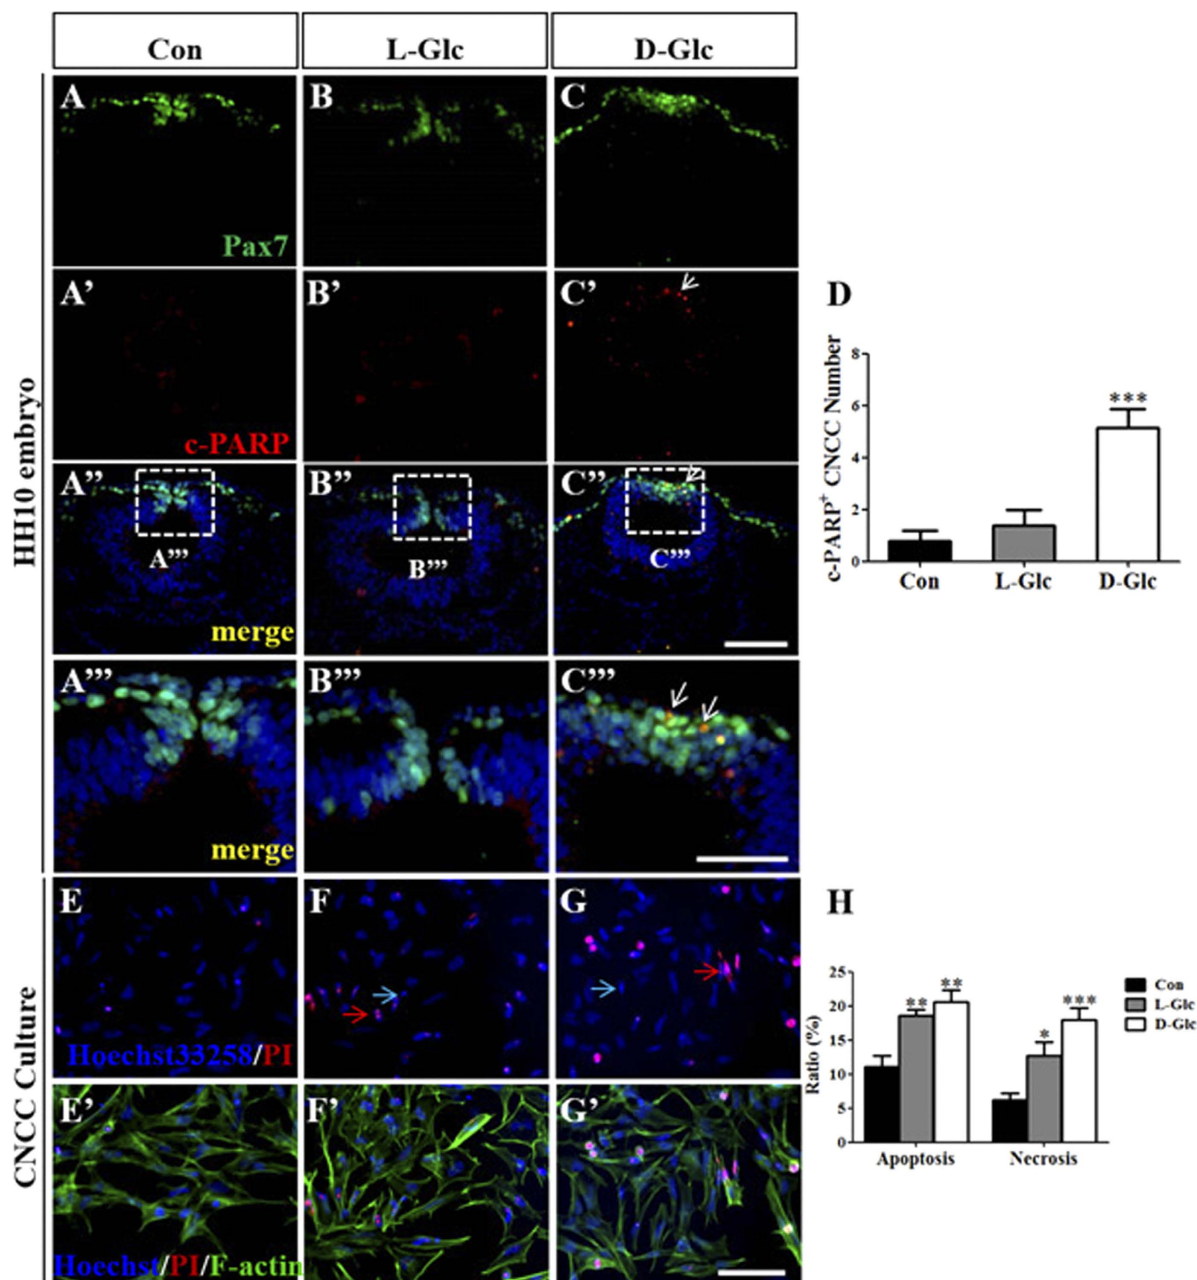 Con
L-Glc
D-Glc
HH10 embryo
A
B
C
Pax7
A’
B’
C’
c-PARP
A’’
B’’
C’’
A’’’
B’’’
C’’’
merge
A’’’
B’’’
C’’’
merge
D
c-PARP+ CNCC Number
8
6
4
2
0
***
Con
L-Glc
D-Glc
CNCC Culture
E
F
G
Hoechst33258/PI
E’
F’
G’
Hoechst/PI/F-actin
H
Ratio (%)
25
20
15
10
5
0
**
**
*
***
Apoptosis
Necrosis
Con
L-Glc
D-Glc